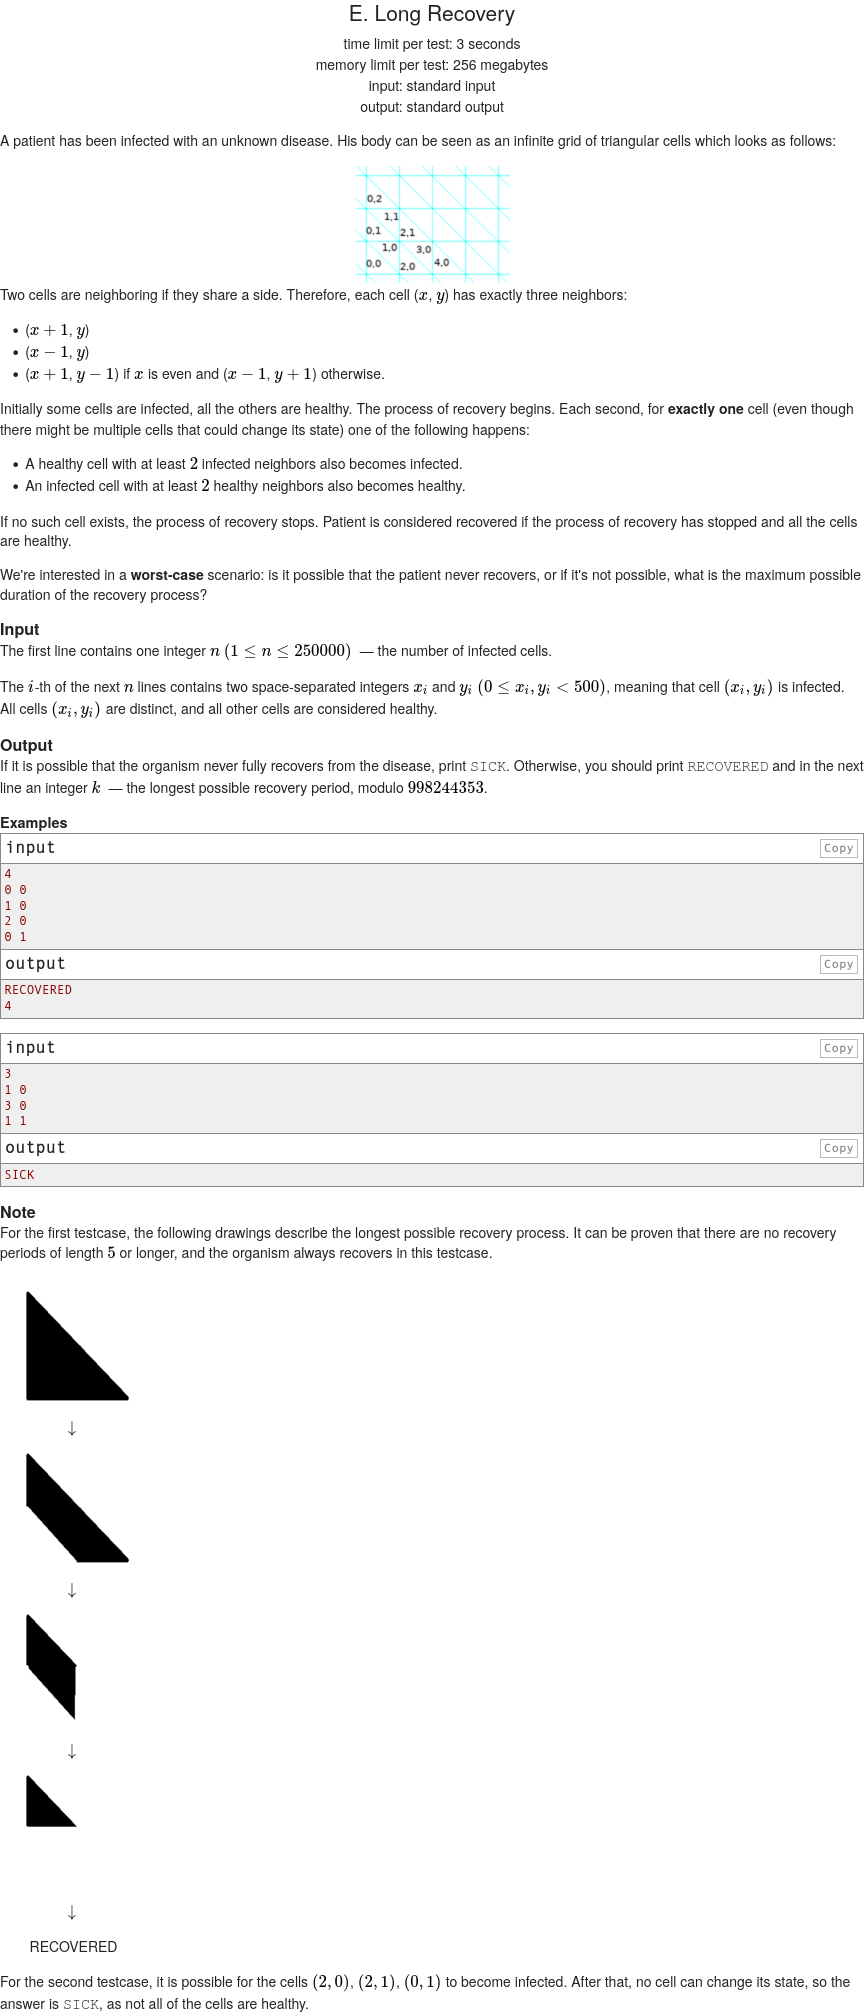 E. Long Recovery
time limit per test: 3 seconds
memory limit per test: 256 megabytes
input: standard input
output: standard output
A patient has been infected with an unknown disease. His body can be seen as an infinite grid of triangular cells which looks as follows:
0,2
1,1
0,1 2,1
1,0 3,0
0,0 2,0 4,0
Two cells are neighboring if they share a side. Therefore, each cell (x, y) has exactly three neighbors:
• (x + 1, y)
• (x − 1, y)
• (x + 1, y − 1) if x is even and (x − 1, y + 1) otherwise.
Initially some cells are infected, all the others are healthy. The process of recovery begins. Each second, for exactly one cell (even though
there might be multiple cells that could change its state) one of the following happens:
• A healthy cell with at least 2 infected neighbors also becomes infected.
• An infected cell with at least 2 healthy neighbors also becomes healthy.
If no such cell exists, the process of recovery stops. Patient is considered recovered if the process of recovery has stopped and all the cells
are healthy.
We're interested in a worst-case scenario: is it possible that the patient never recovers, or if it's not possible, what is the maximum possible
duration of the recovery process?
Input
The first line contains one integer n (1 ≤ n ≤ 250000) — the number of infected cells.
The i-th of the next n lines contains two space-separated integers xi and yi (0 ≤ xi, yi < 500), meaning that cell (xi, yi) is infected.
All cells (xi, yi) are distinct, and all other cells are considered healthy.
Output
If it is possible that the organism never fully recovers from the disease, print SICK. Otherwise, you should print RECOVERED and in the next
line an integer k — the longest possible recovery period, modulo 998244353.
Examples
input Copy
4
0 0
1 0
2 0
0 1
output Copy
RECOVERED
4
input Copy
3
1 0
3 0
1 1
output Copy
SICK
Note
For the first testcase, the following drawings describe the longest possible recovery process. It can be proven that there are no recovery
periods of length 5 or longer, and the organism always recovers in this testcase.
↓
↓
↓
↓
RECOVERED
For the second testcase, it is possible for the cells (2, 0), (2, 1), (0, 1) to become infected. After that, no cell can change its state, so the
answer is SICK, as not all of the cells are healthy.